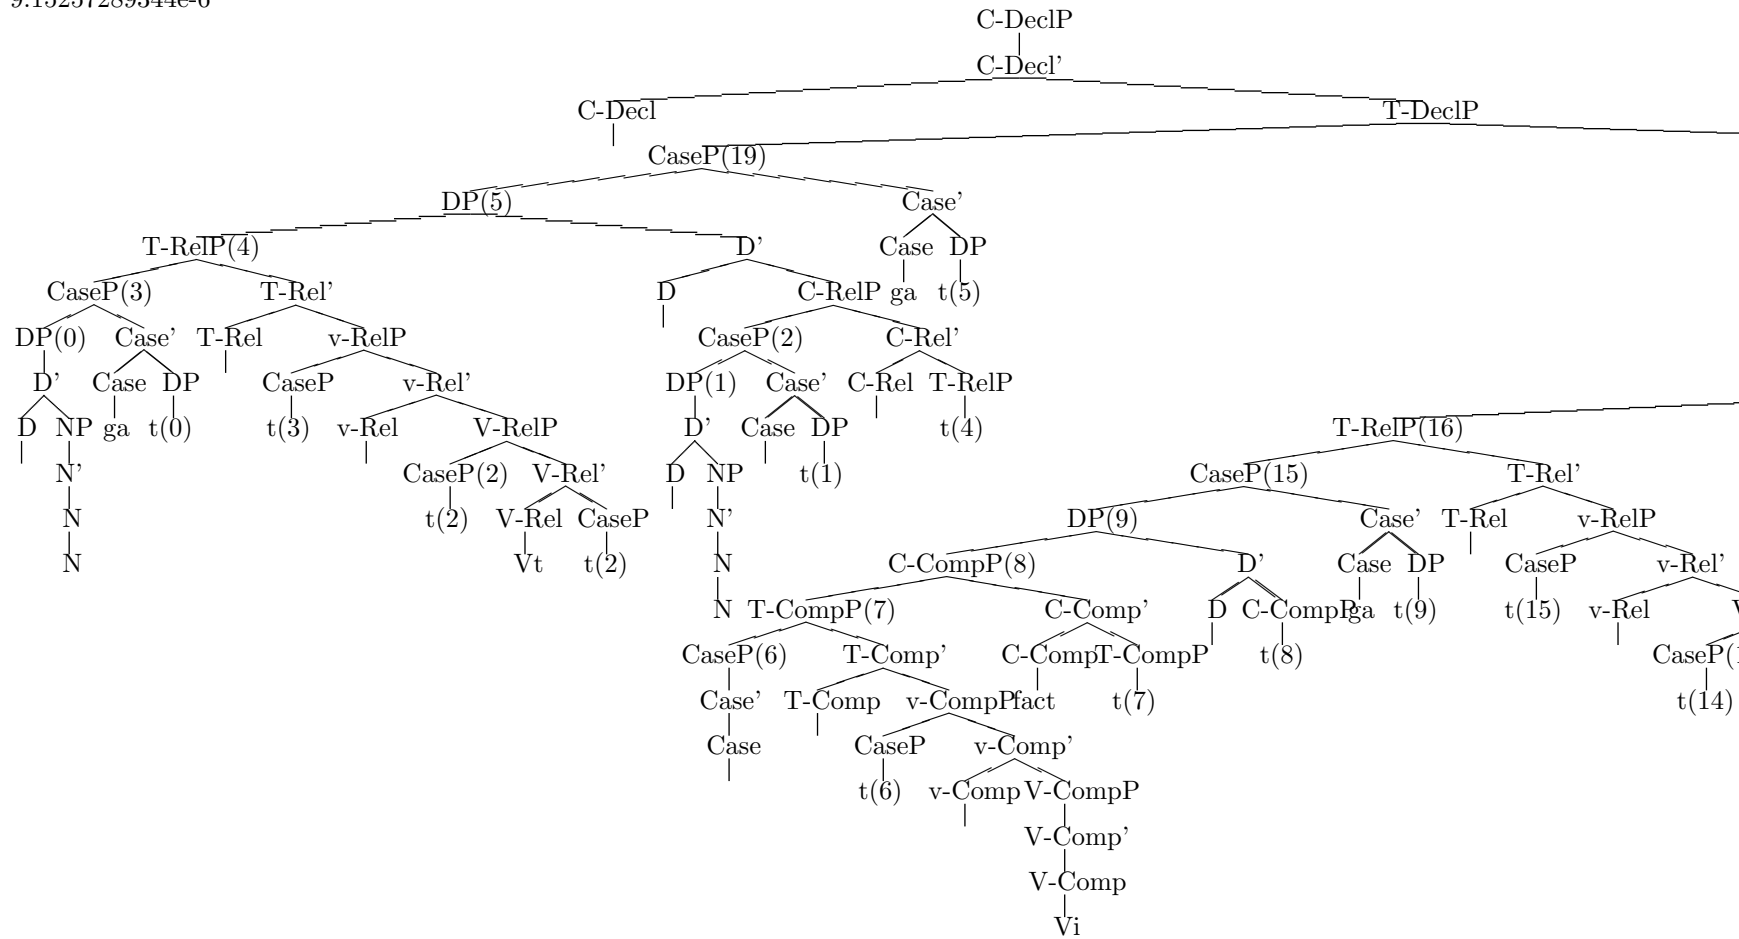 C-DeclP
C-Decl'
C-Decl T-DeclP
CaseP(19)
DP(5) Case'
T-RelP(4) D' Case DP
CaseP(3) T-Rel' D C-RelP ga t(5)
DP(0) Case' T-Rel v-RelP CaseP(2) C-Rel'
D' Case DP CaseP v-Rel' DP(1) Case' C-Rel T-RelP
D NP ga t(0) t(3) v-Rel V-RelP D' Case DP t(4) T-RelP(16)
N' CaseP(2) V-Rel' D NP t(1) CaseP(15) T-Rel'
N t(2) V-Rel CaseP N' DP(9) Case' T-Rel v-RelP
N Vt t(2) N C-CompP(8) D' Case DP CaseP v-Rel'
N T-CompP(7) C-Comp' D C-CompP ga t(9) t(15) v-Rel
CaseP(6) T-Comp' C-Comp T-CompP t(8) CaseP(1
Case' T-Comp v-CompP fact t(7) t(14)
Case CaseP v-Comp'
t(6) v-Comp V-CompP
V-Comp'
V-Comp
Vi